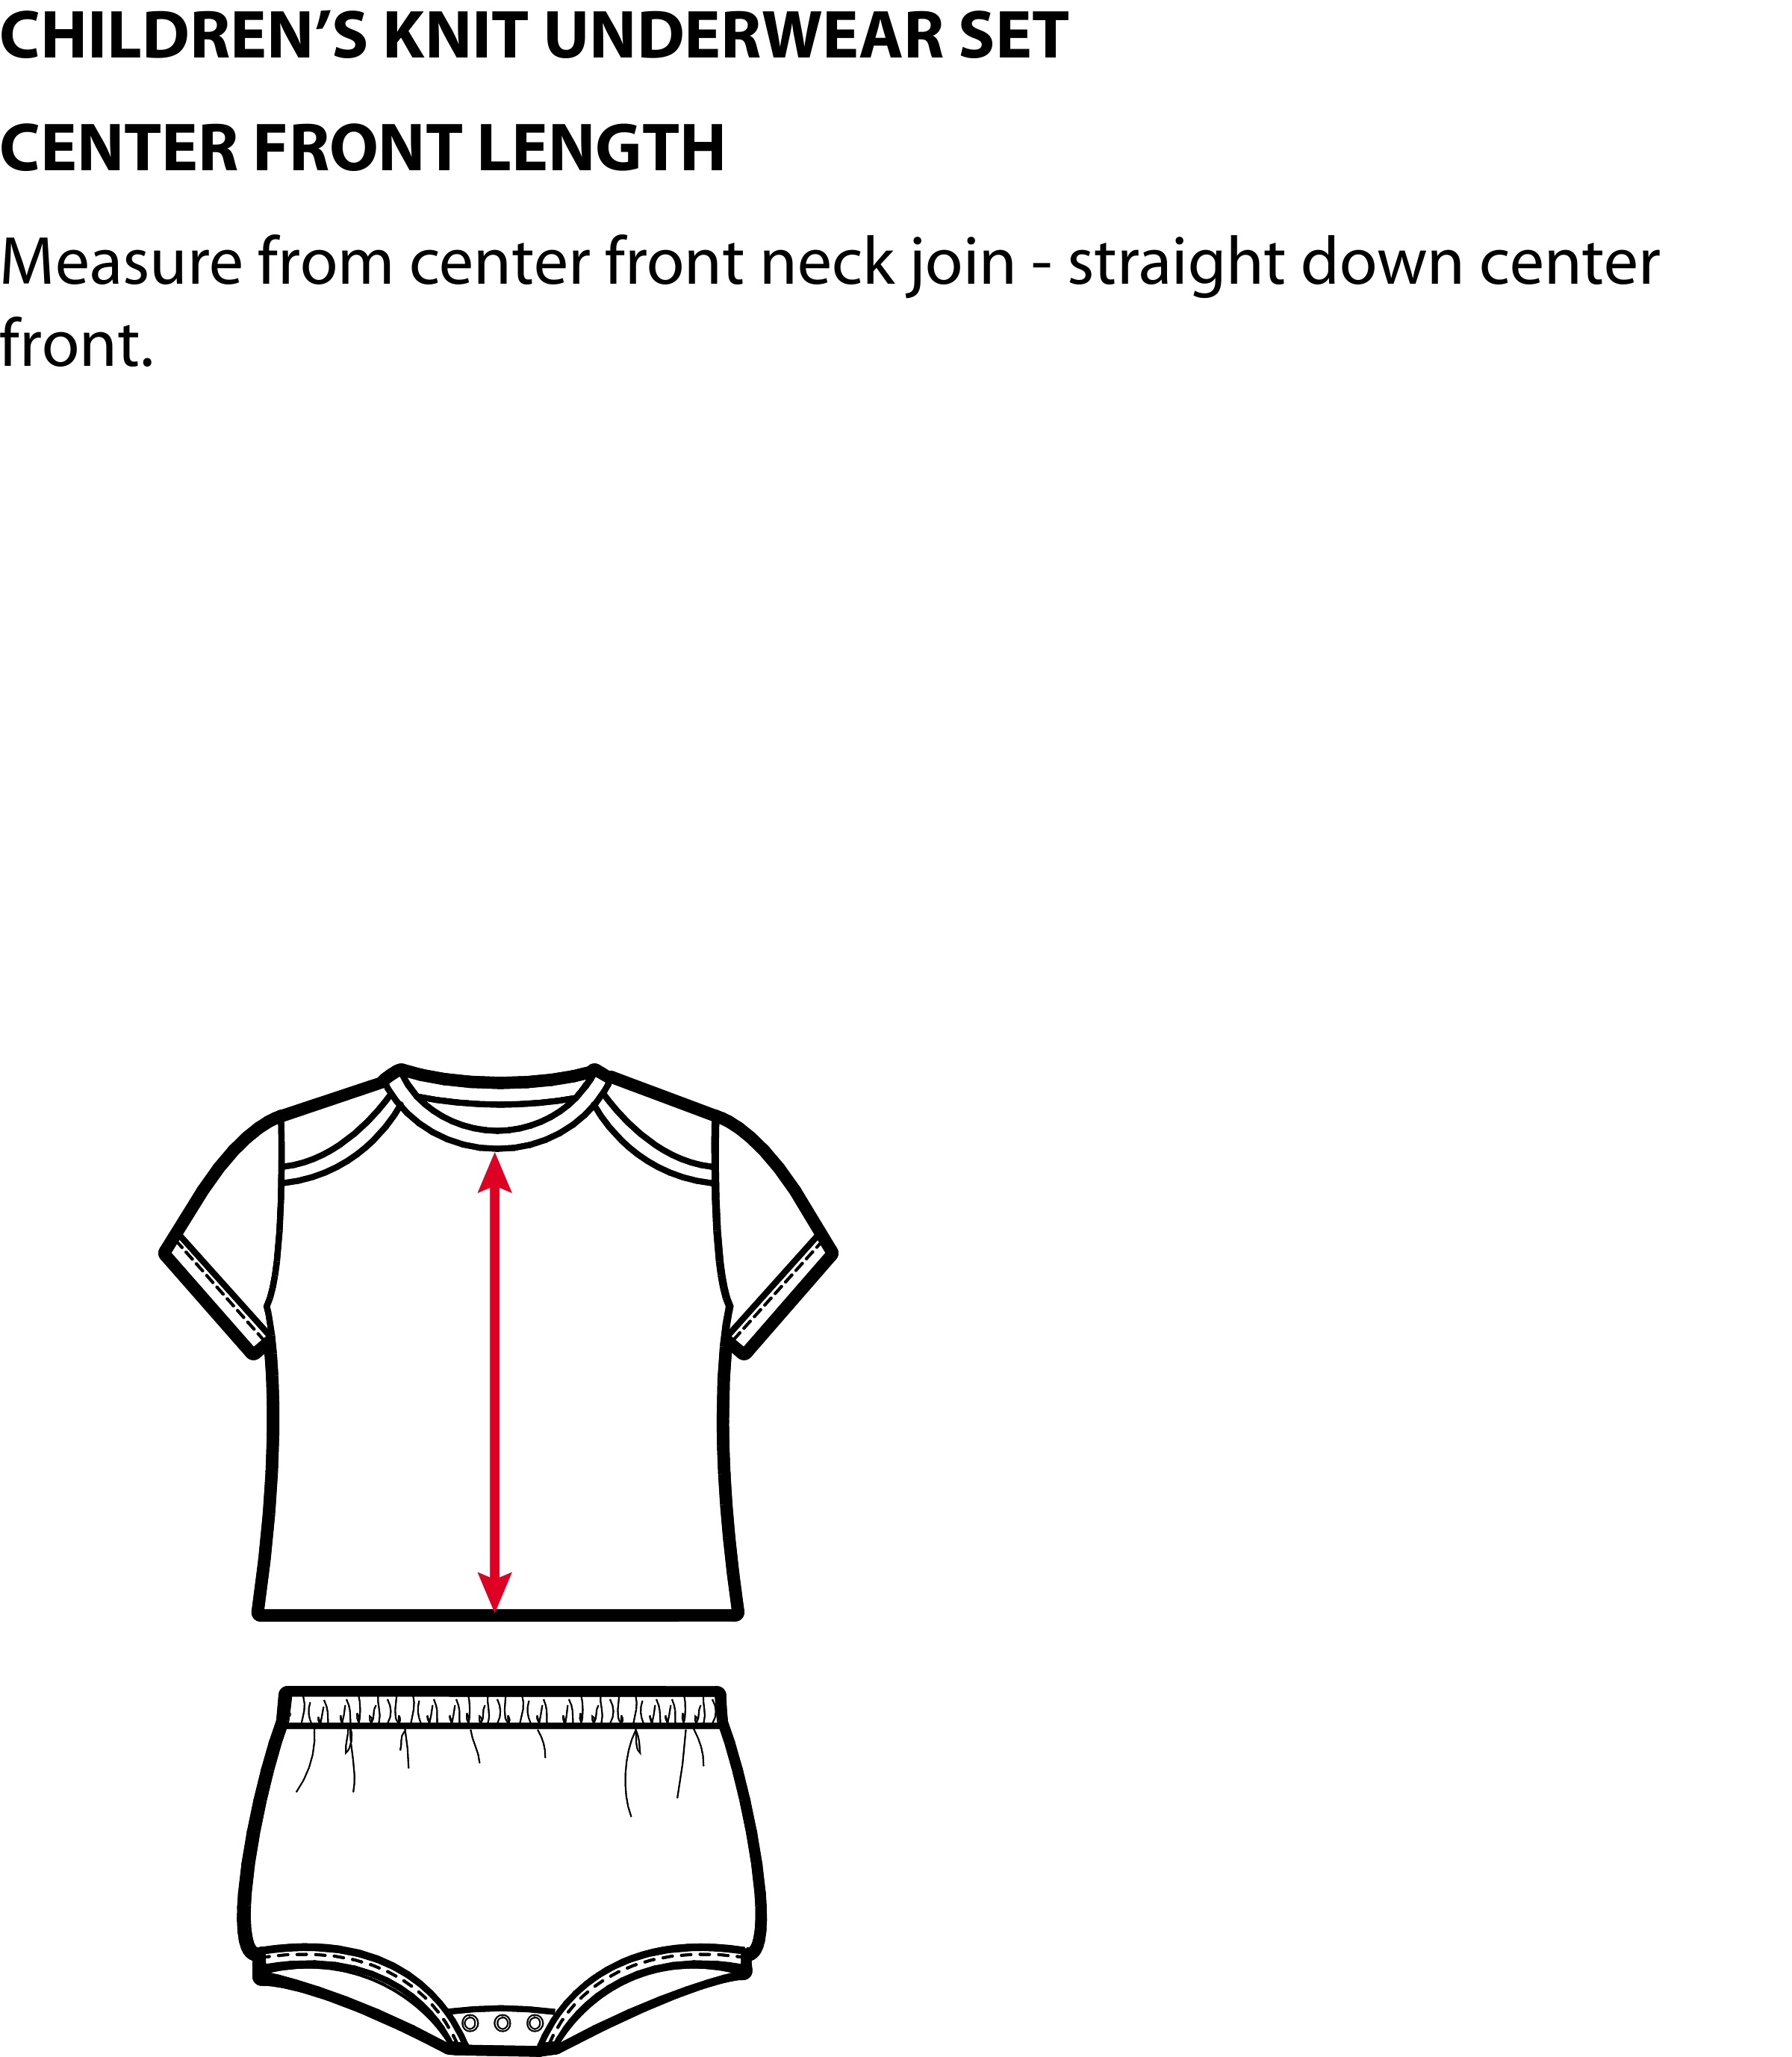 CHILDREN’S KNIT UNDERWEAR SET
CENTER FRONT LENGTH
Measure from center front neck join - straight down center
front.